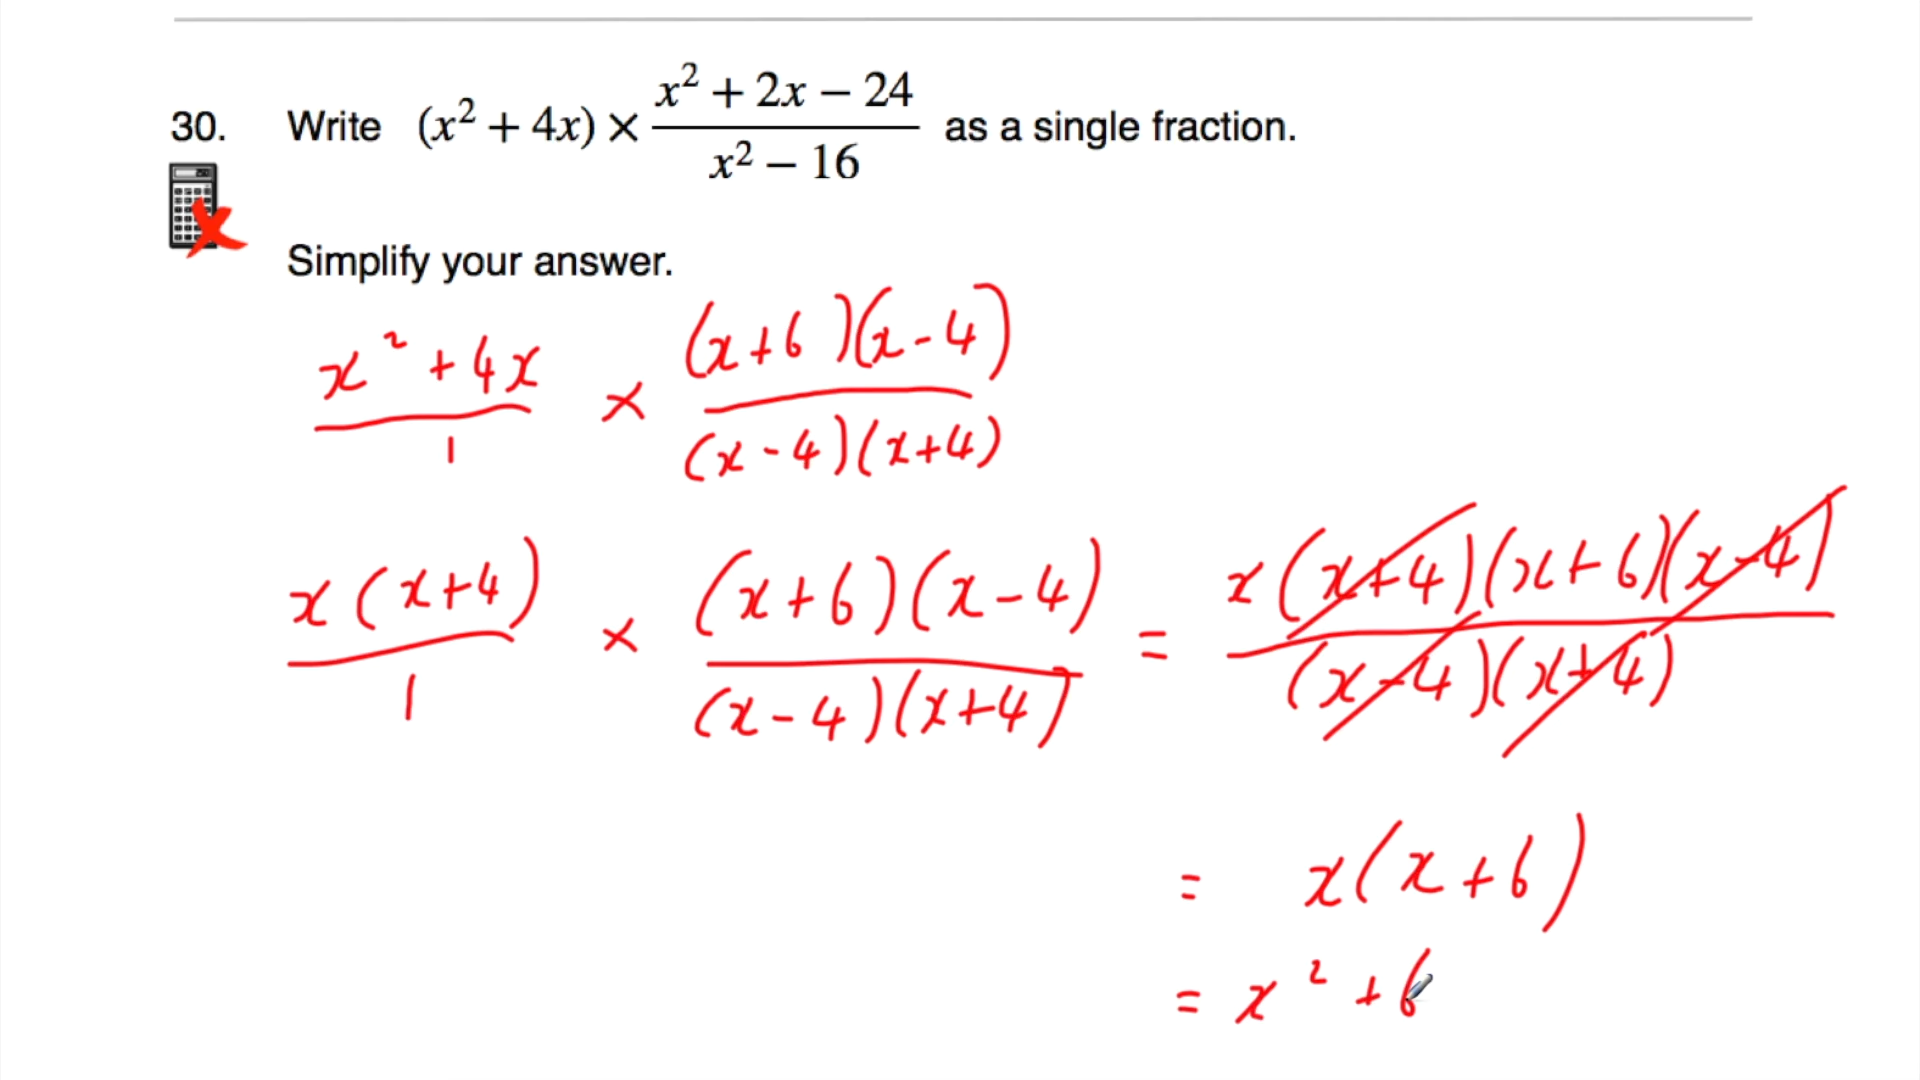 30. Write (x² + 4x) × (x² + 2x − 24)/(x² − 16) as a single fraction.
Simplify your answer.
(x² + 4x)/1 × (x+6)(x-4)/(x-4)(x+4)
x(x+4)/1 × (x+6)(x-4)/(x-4)(x+4) = x(x+4)(x+6)(x-4)/(x-4)(x+4)
= x(x+6)
= x² + 6